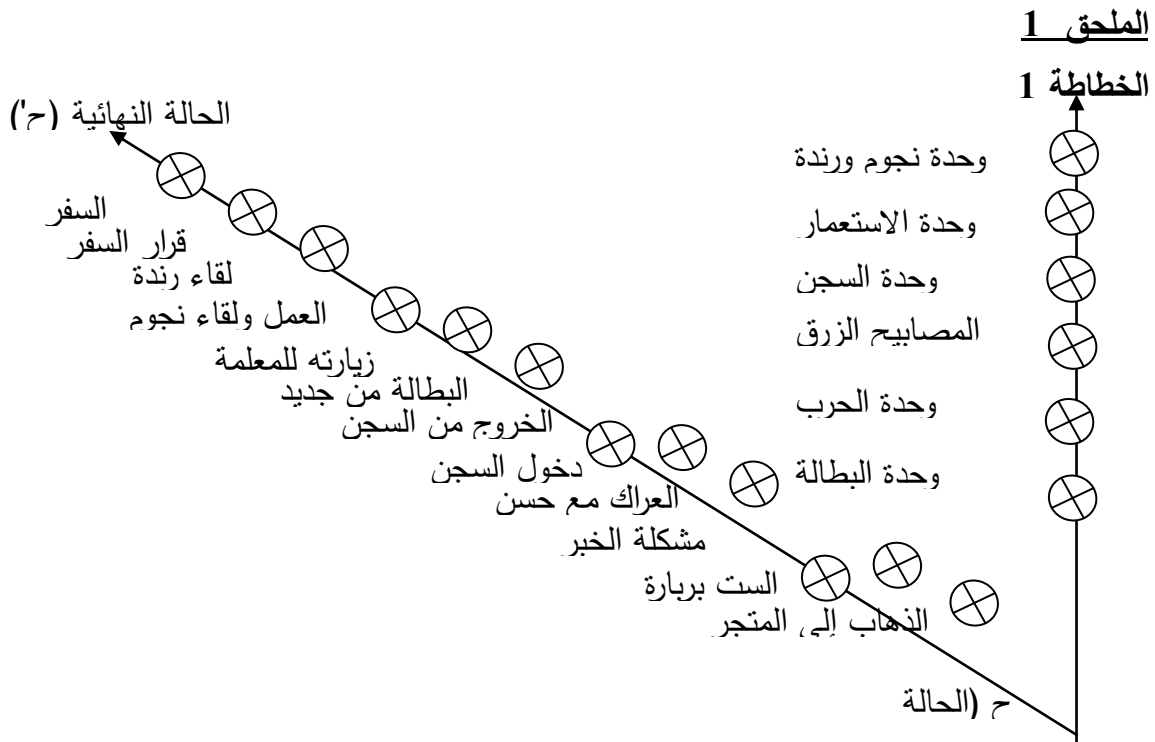 الملحق 1
الخطاطة 1
وحدة نجوم ورندة
وحدة الاستعمار
وحدة السجن
المصابيح الزرق
وحدة الحرب
وحدة البطالة
الحالة النهائية (ح')
السفر
قرار السفر
لقاء رندة
العمل ولقاء نجوم
زيارته للمعلمة
البطالة من جديد
الخروج من السجن
دخول السجن
العراك مع حسن
مشكلة الخبر
الست بربارة
الذهاب إلى المتجر
ح (الحالة